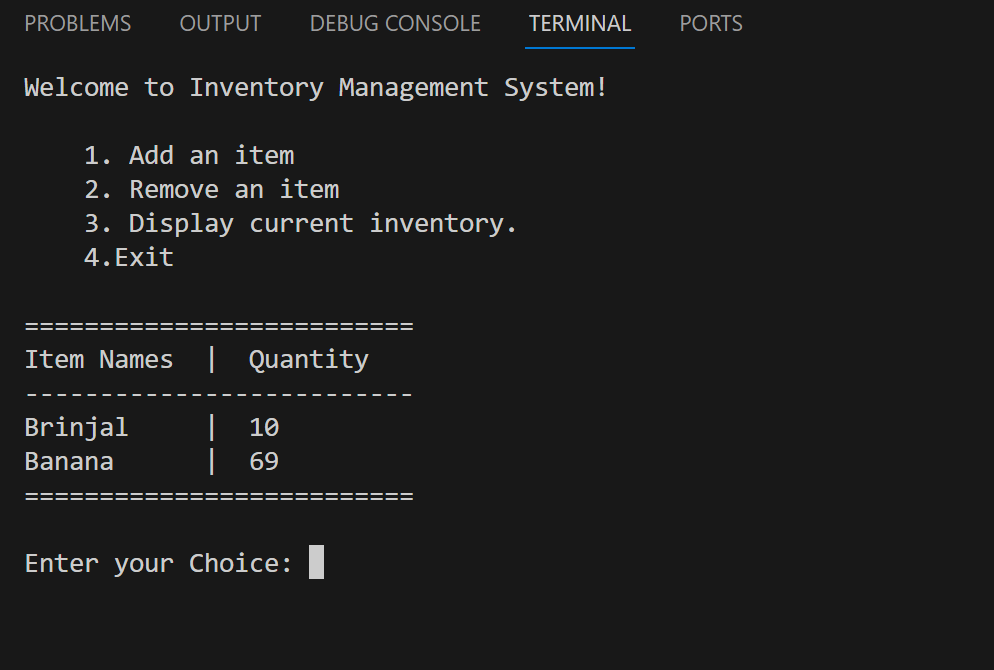 PROBLEMS OUTPUT DEBUG CONSOLE TERMINAL PORTS
Welcome to Inventory Management System!
1. Add an item
2. Remove an item
3. Display current inventory.
4.Exit
==========================
Item Names | Quantity
--------------------------
Brinjal | 10
Banana | 69
==========================
Enter your Choice: